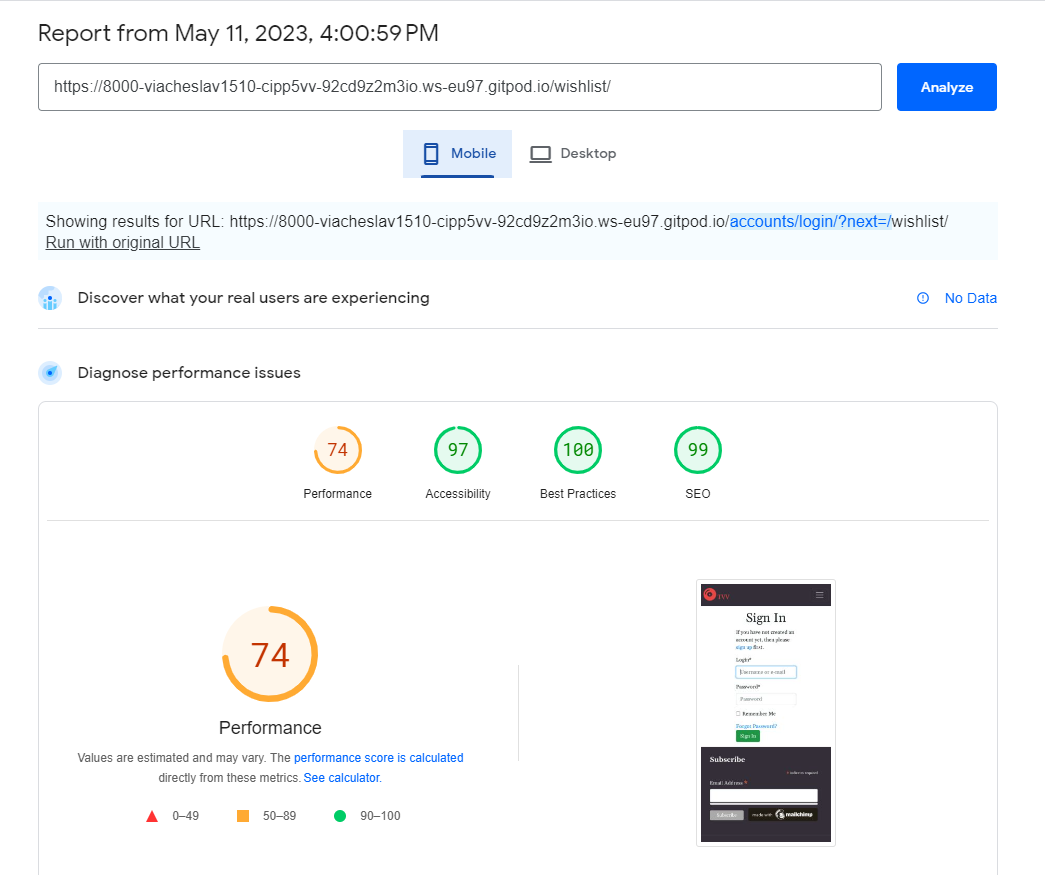 Report from May 11, 2023, 4:00:59 PM
https://8000-viacheslav1510-cipp5vv-92cd9z2m3io.ws-eu97.gitpod.io/wishlist/
Analyze
Mobile
Desktop
Showing results for URL: https://8000-viacheslav1510-cipp5vv-92cd9z2m3io.ws-eu97.gitpod.io/accounts/login/?next=/wishlist/
Run with original URL
Discover what your real users are experiencing
No Data
Diagnose performance issues
74
97
100
99
Performance
Accessibility
Best Practices
SEO
74
Performance
Values are estimated and may vary. The performance score is calculated
directly from these metrics. See calculator.
0–49
50–89
90–100
Sign In
If you have not created an
account yet, then please
sign up first.
Login*
Username or e-mail
Password*
Password
Remember Me
Forgot Password?
Sign In
Subscribe
* indicates required
Email Address *
Subscribe
made with
mailchimp